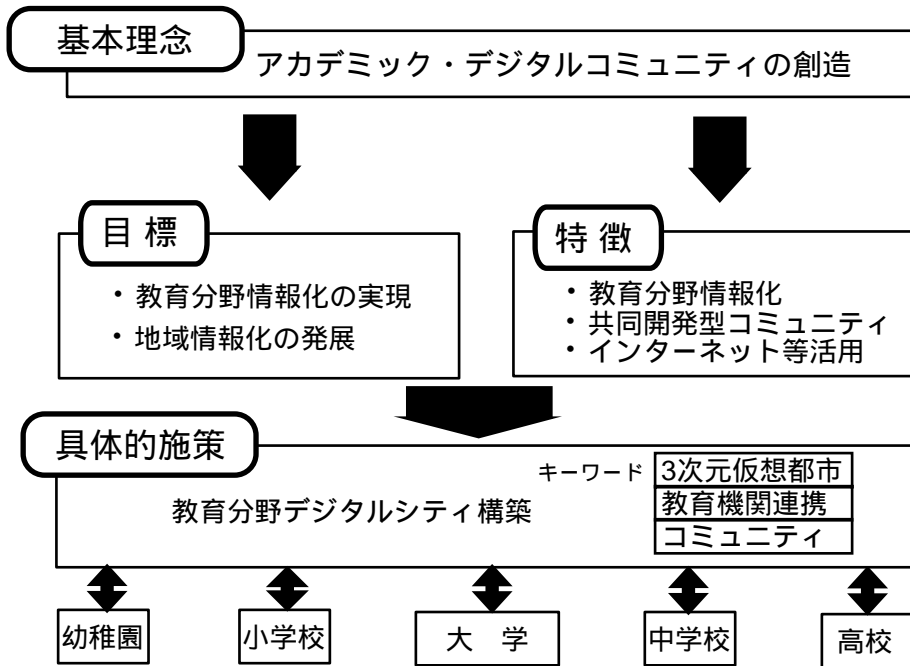 基本理念
アカデミック・デジタルコミュニティの創造
目 標
・ 教育分野情報化の実現
・ 地域情報化の発展
特 徴
・ 教育分野情報化
・ 共同開発型コミュニティ
・ インターネット等活用
具体的施策
教育分野デジタルシティ構築
キーワード
3次元仮想都市
教育機関連携
コミュニティ
幼稚園
小学校
大　学
中学校
高校